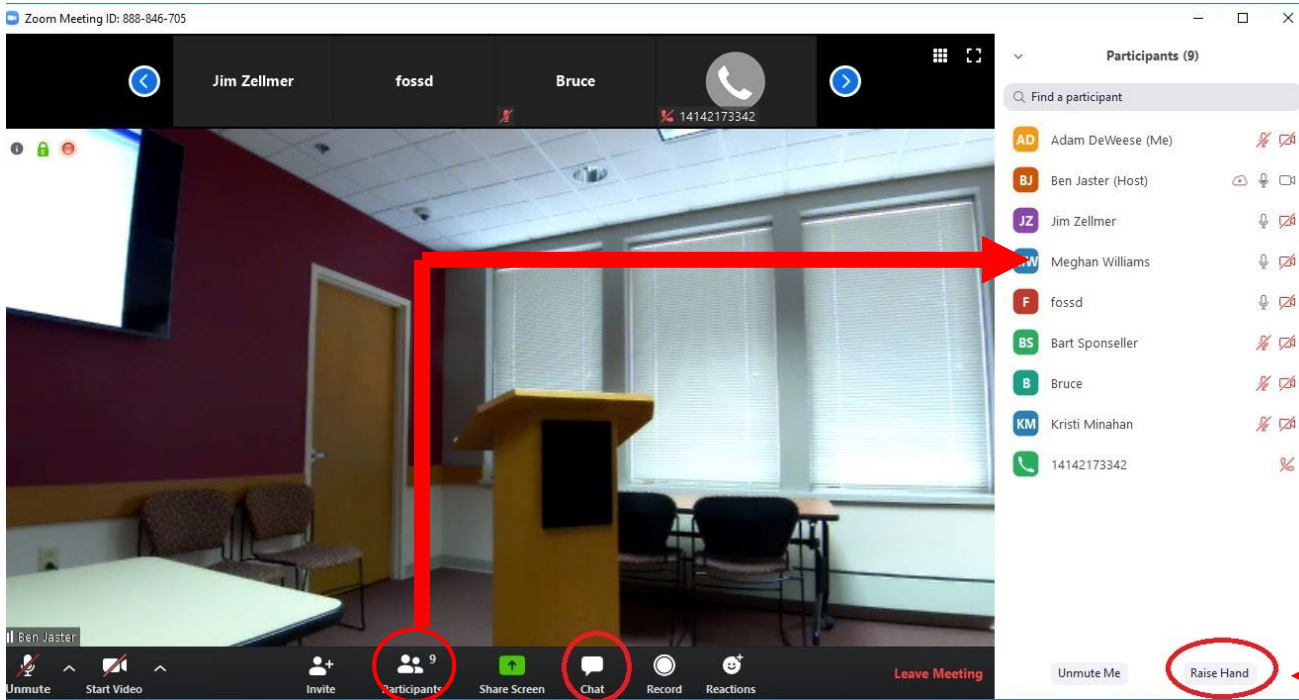 Zoom Meeting ID: 888-846-705
Jim Zellmer
fossd
Bruce
14142173342
Participants (9)
Find a participant
AD Adam DeWeese (Me)
BJ Ben Jaster (Host)
JZ Jim Zellmer
Meghan Williams
F fossd
BS Bart Sponseller
B Bruce
KM Kristi Minahan
14142173342
Ben Jaster
Unmute
Start Video
Invite
Participants 9
Share Screen
Chat
Record
Reactions
Leave Meeting
Unmute Me
Raise Hand